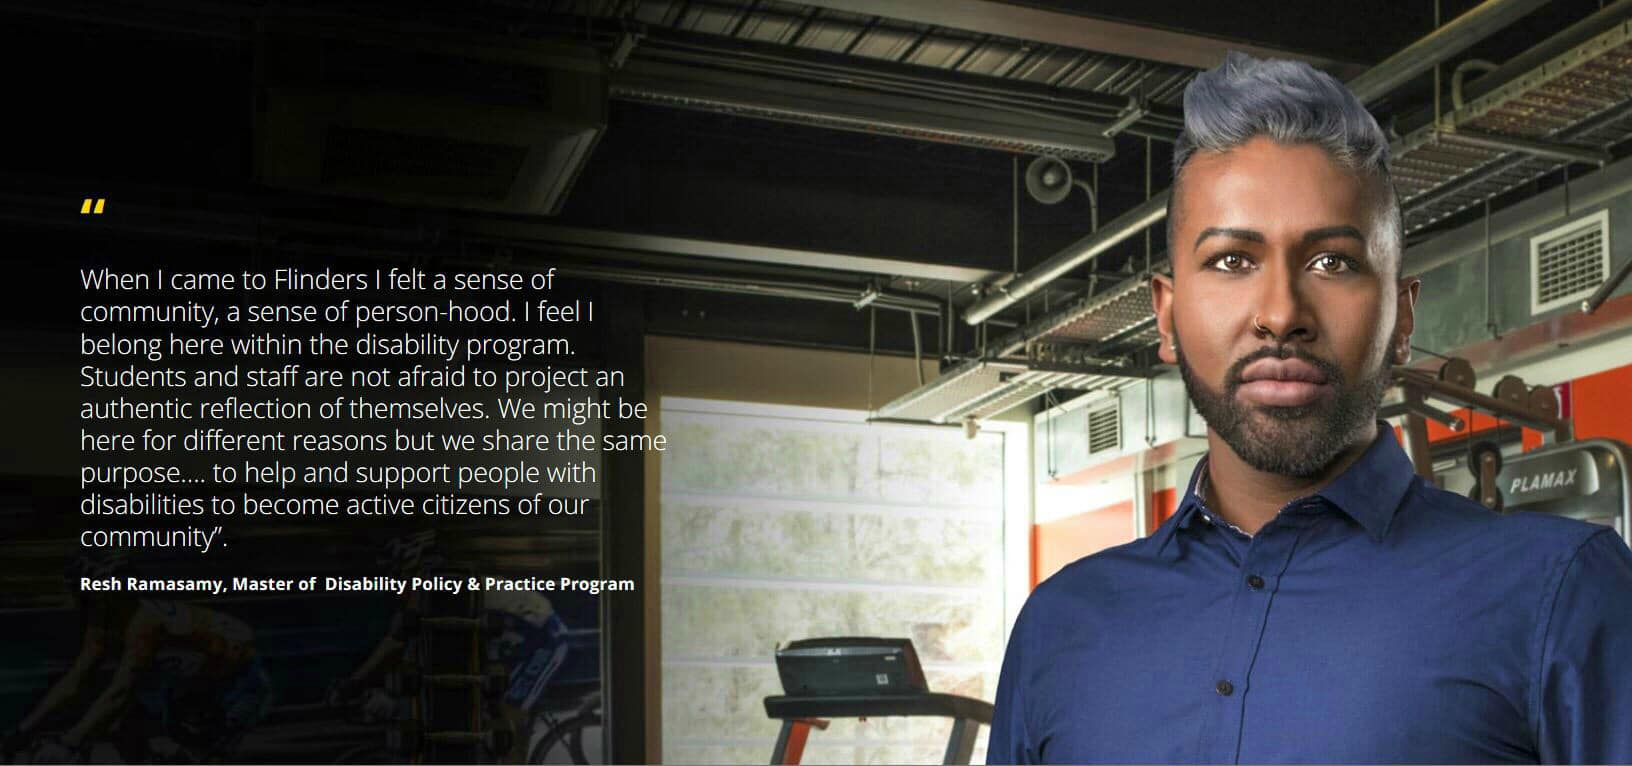 “
When I came to Flinders I felt a sense of
community, a sense of person-hood. I feel I
belong here within the disability program.
Students and staff are not afraid to project an
authentic reflection of themselves. We might be
here for different reasons but we share the same
purpose.... to help and support people with
disabilities to become active citizens of our
community”.
Resh Ramasamy, Master of  Disability Policy & Practice Program
PLAMAX